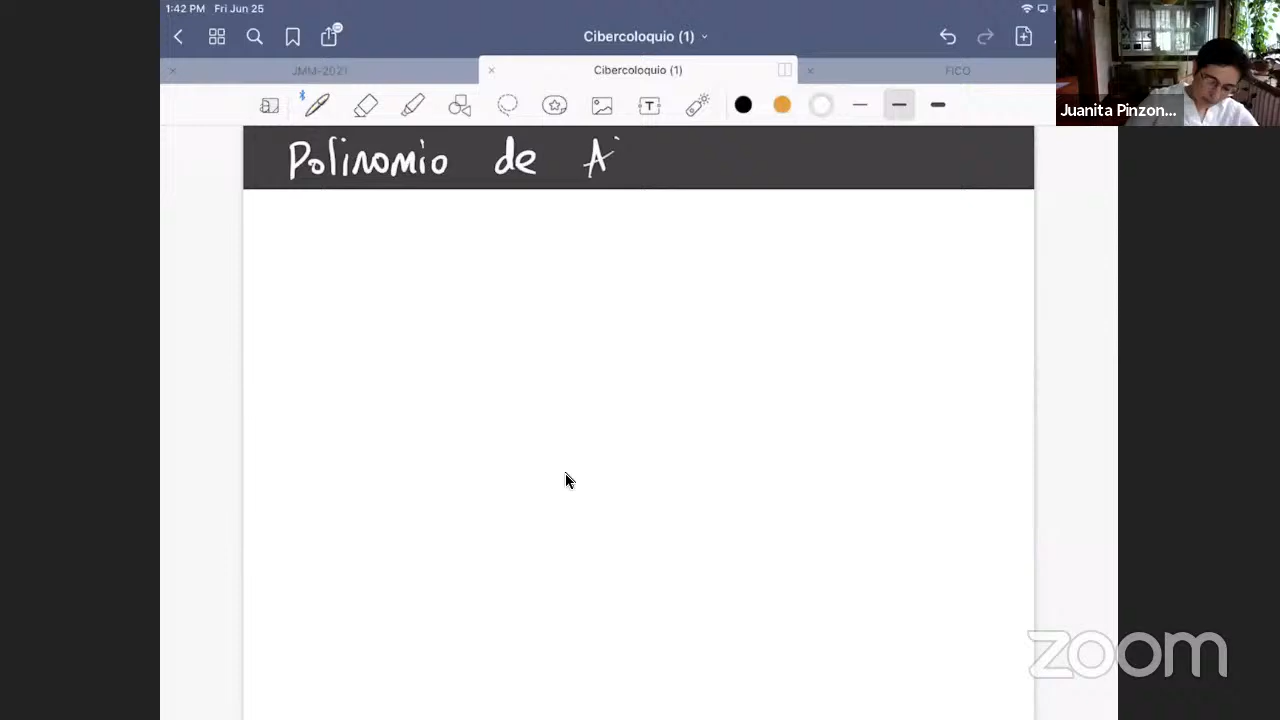 1:42 PM Fri Jun 25
Cibercoloquio (1)
JMM-2021
Cibercoloquio (1)
FICO
T
Juanita Pinzon...
Polinomio de A
zoom